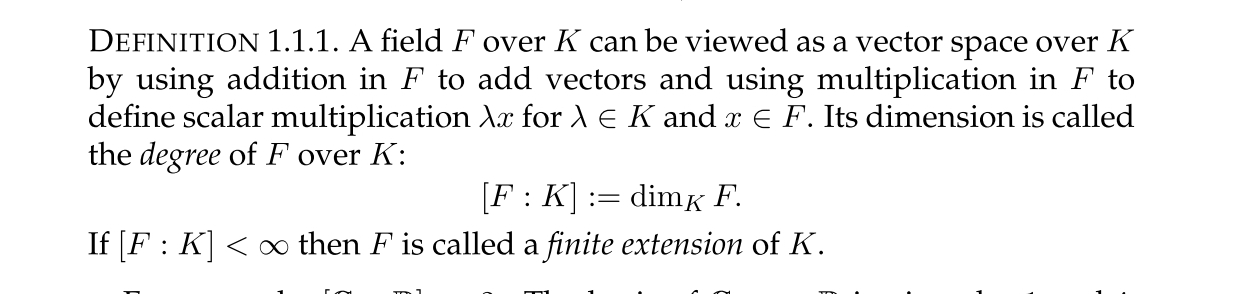 DEFINITION 1.1.1. A field F over K can be viewed as a vector space over K
by using addition in F to add vectors and using multiplication in F to
define scalar multiplication λx for λ ∈ K and x ∈ F. Its dimension is called
the degree of F over K:
[F : K] := dim_K F.
If [F : K] < ∞ then F is called a finite extension of K.